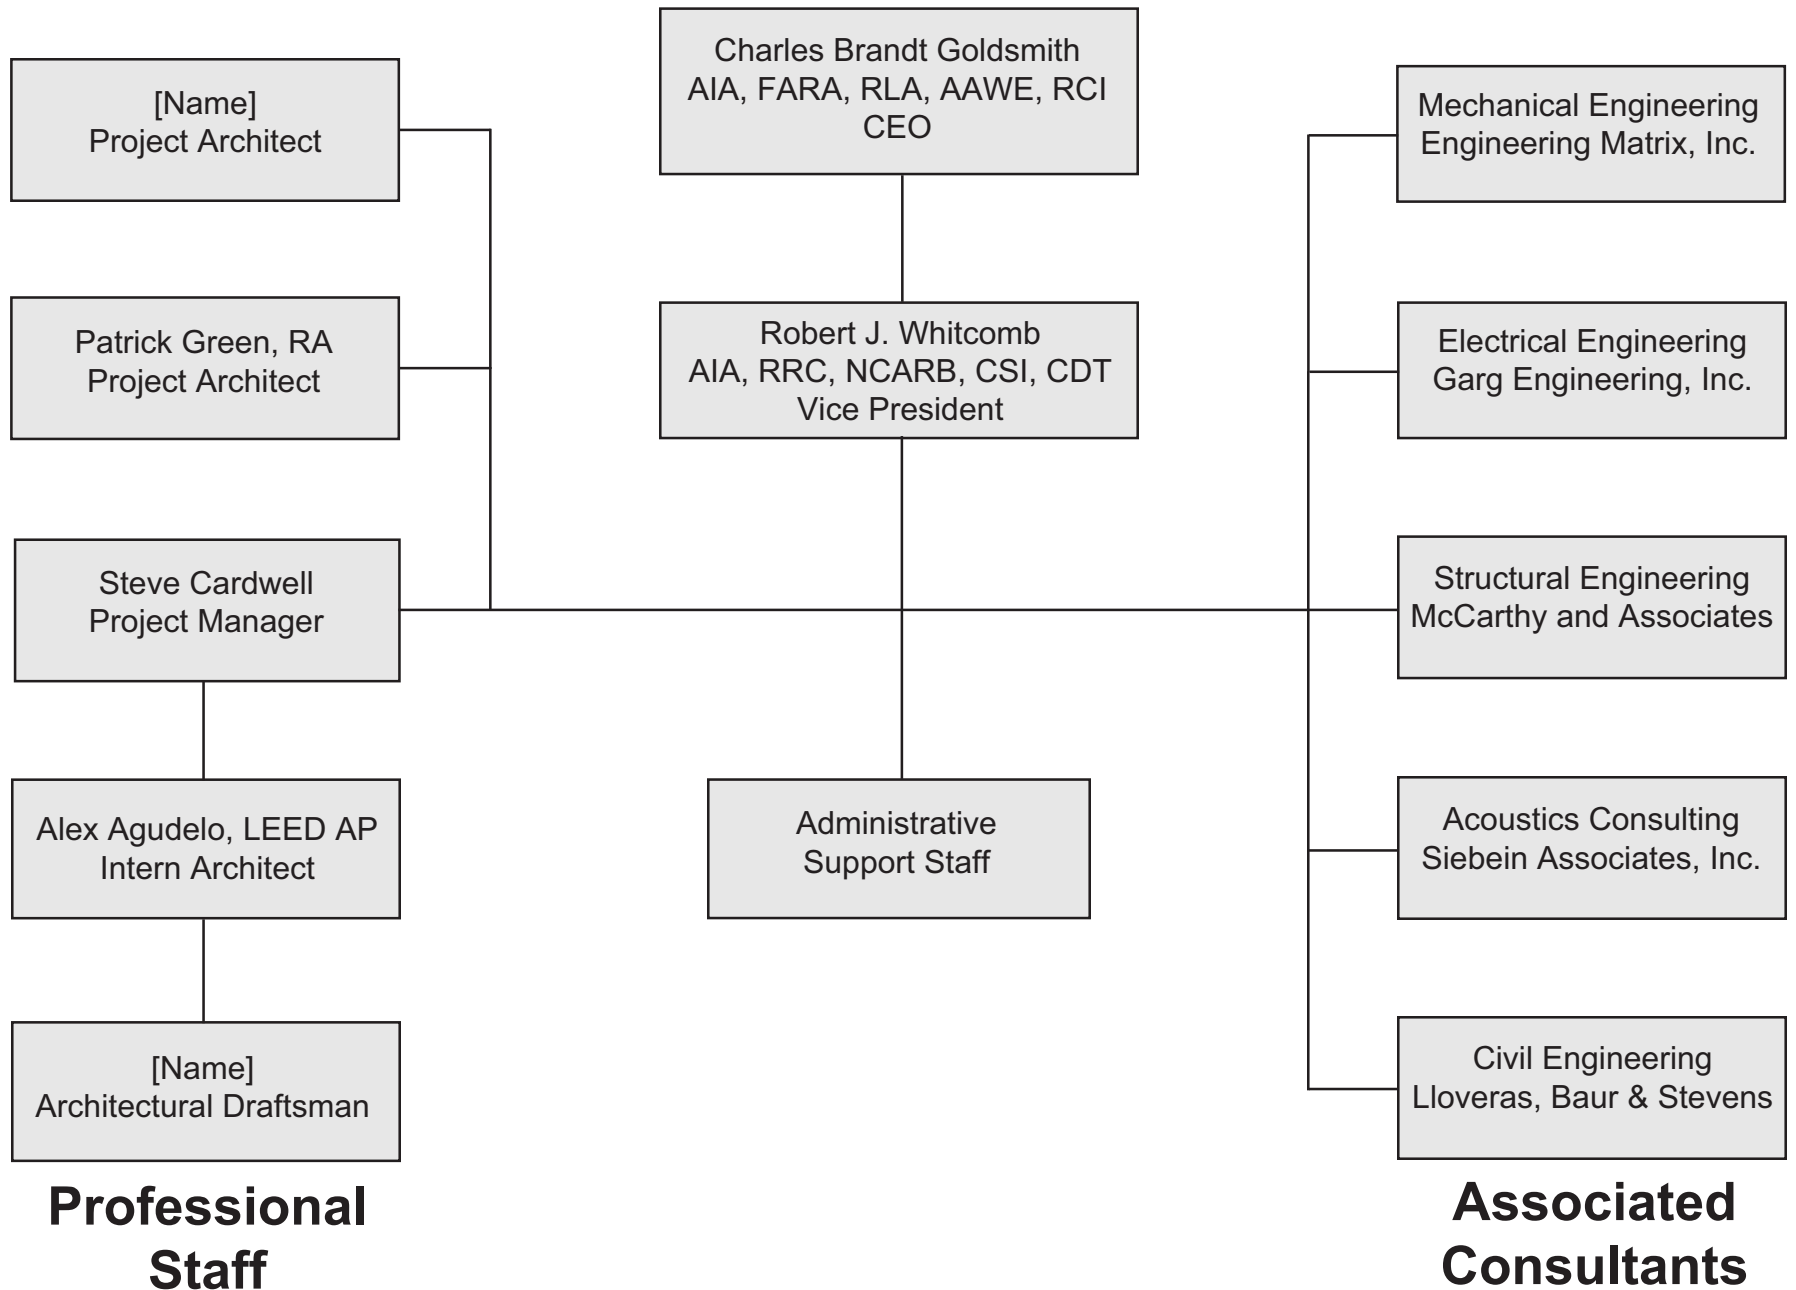 Charles Brandt Goldsmith
AIA, FARA, RLA, AAWE, RCI
CEO
[Name]
Project Architect
Mechanical Engineering
Engineering Matrix, Inc.
Patrick Green, RA
Project Architect
Robert J. Whitcomb
AIA, RRC, NCARB, CSI, CDT
Vice President
Electrical Engineering
Garg Engineering, Inc.
Steve Cardwell
Project Manager
Structural Engineering
McCarthy and Associates
Alex Agudelo, LEED AP
Intern Architect
Administrative
Support Staff
Acoustics Consulting
Siebein Associates, Inc.
[Name]
Architectural Draftsman
Civil Engineering
Lloveras, Baur & Stevens
Professional
Staff
Associated
Consultants